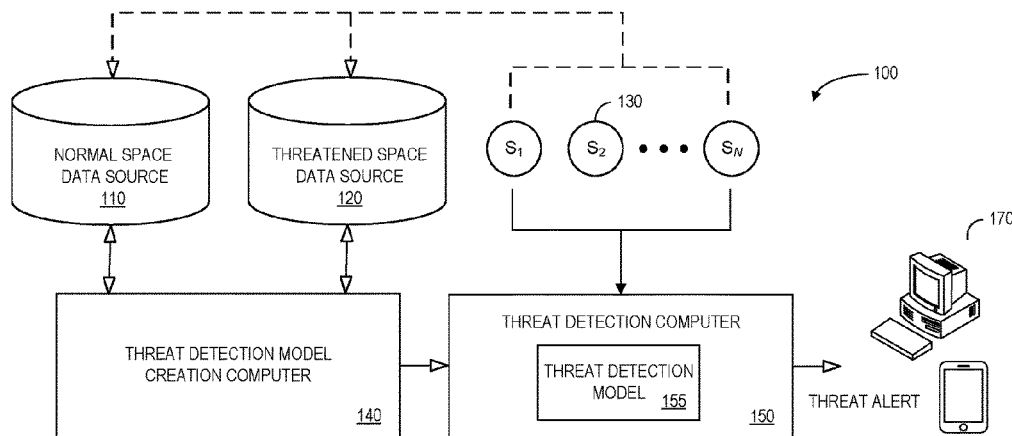 100
130
S1
S2
SN
NORMAL SPACE
DATA SOURCE
110
THREATENED SPACE
DATA SOURCE
120
170
THREAT DETECTION MODEL
CREATION COMPUTER
140
THREAT DETECTION COMPUTER
THREAT DETECTION
MODEL
155
150
THREAT ALERT